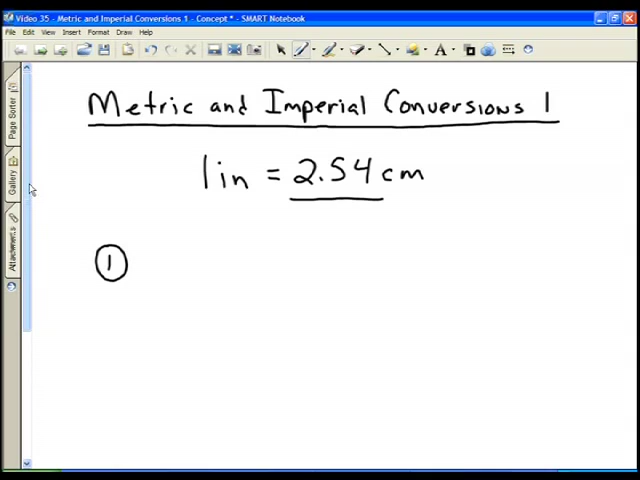 Video 35 - Metric and Imperial Conversions 1 - Concept * - SMART Notebook
File Edit View Insert Format Draw Help
Page Sorter
Gallery
Attachments
Metric and Imperial Conversions 1
1 in = 2.54 cm
1